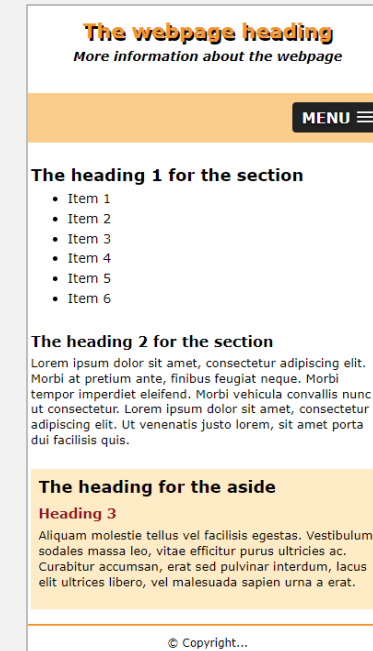 The webpage heading
More information about the webpage
MENU
The heading 1 for the section
• Item 1
• Item 2
• Item 3
• Item 4
• Item 5
• Item 6
The heading 2 for the section
Lorem ipsum dolor sit amet, consectetur adipiscing elit.
Morbi at pretium ante, finibus feugiat neque. Morbi
tempor imperdiet eleifend. Morbi vehicula convallis nunc
ut consectetur. Lorem ipsum dolor sit amet, consectetur
adipiscing elit. Ut venenatis justo lorem, sit amet porta
dui facilisis quis.
The heading for the aside
Heading 3
Aliquam molestie tellus vel facilisis egestas. Vestibulum
sodales massa leo, vitae efficitur purus ultricies ac.
Curabitur accumsan, erat sed pulvinar interdum, lacus
elit ultrices libero, vel malesuada sapien urna a erat.
© Copyright...